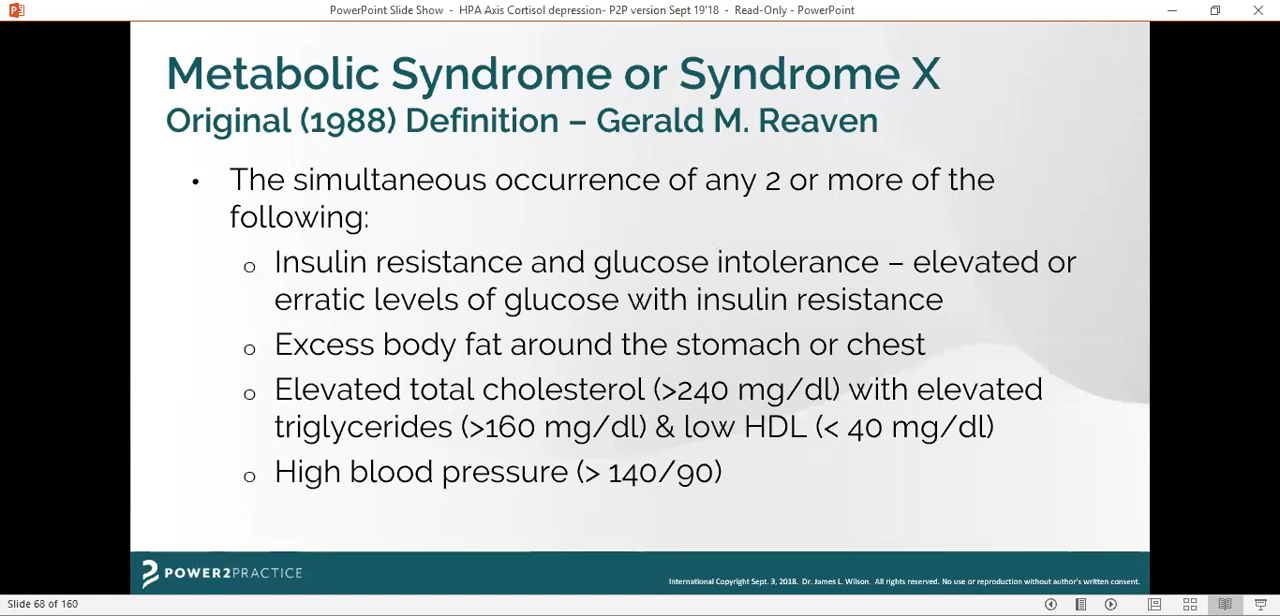 PowerPoint Slide Show - HPA Axis Cortisol depression- P2P version Sept 19'18 - Read-Only - PowerPoint
Metabolic Syndrome or Syndrome X
Original (1988) Definition – Gerald M. Reaven
• The simultaneous occurrence of any 2 or more of the
following:
o Insulin resistance and glucose intolerance – elevated or
erratic levels of glucose with insulin resistance
o Excess body fat around the stomach or chest
o Elevated total cholesterol (>240 mg/dl) with elevated
triglycerides (>160 mg/dl) & low HDL (< 40 mg/dl)
o High blood pressure (> 140/90)
POWER2PRACTICE
International Copyright Sept. 3, 2018. Dr. James L. Wilson. All rights reserved. No use or reproduction without author's written consent.
Slide 68 of 160